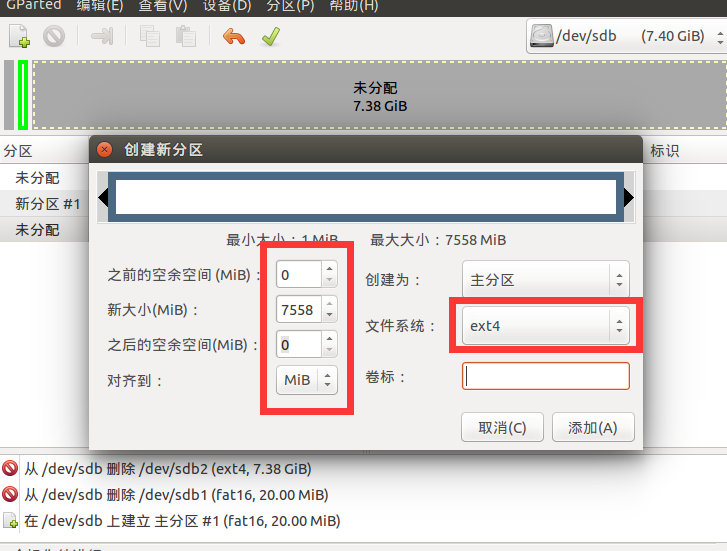 GParted 编辑(E) 查看(V) 设备(D) 分区(P) 帮助(H)
/dev/sdb (7.40 GiB)
未分配
7.38 GiB
分区 标识
未分配
新分区 #1
未分配
创建新分区
最小大小：1 MiB 最大大小：7558 MiB
之前的空余空间 (MiB)： 0 创建为： 主分区
新大小(MiB)： 7558 文件系统： ext4
之后的空余空间(MiB)： 0
对齐到： MiB 卷标：
取消(C) 添加(A)
从 /dev/sdb 删除 /dev/sdb2 (ext4, 7.38 GiB)
从 /dev/sdb 删除 /dev/sdb1 (fat16, 20.00 MiB)
在 /dev/sdb 上建立 主分区 #1 (fat16, 20.00 MiB)